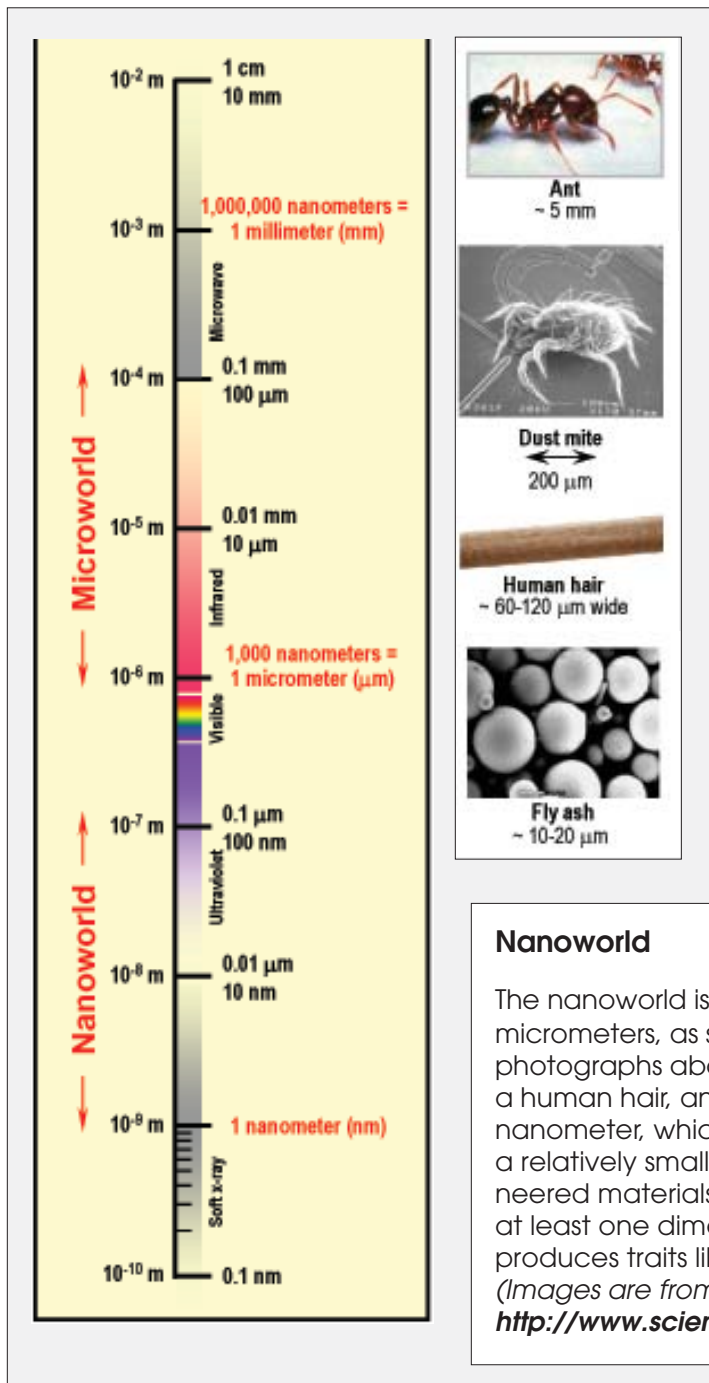 10-2 m
1 cm
10 mm
1,000,000 nanometers =
10-3 m
1 millimeter (mm)
Microwave
10-4 m
0.1 mm
100 μm
Microworld
10-5 m
0.01 mm
10 μm
Infrared
1,000 nanometers =
10-6 m
1 micrometer (μm)
Visible
10-7 m
0.1 μm
100 nm
Ultraviolet
Nanoworld
10-8 m
0.01 μm
10 nm
10-9 m
1 nanometer (nm)
Soft x-ray
10-10 m
0.1 nm
Ant
~ 5 mm
Dust mite
200 μm
Human hair
~ 60-120 μm wide
Fly ash
~ 10-20 μm
Nanoworld
The nanoworld is
micrometers, as s
photographs abo
a human hair, an
nanometer, whic
a relatively small
neered materials
at least one dime
produces traits lik
(Images are from
http://www.scien